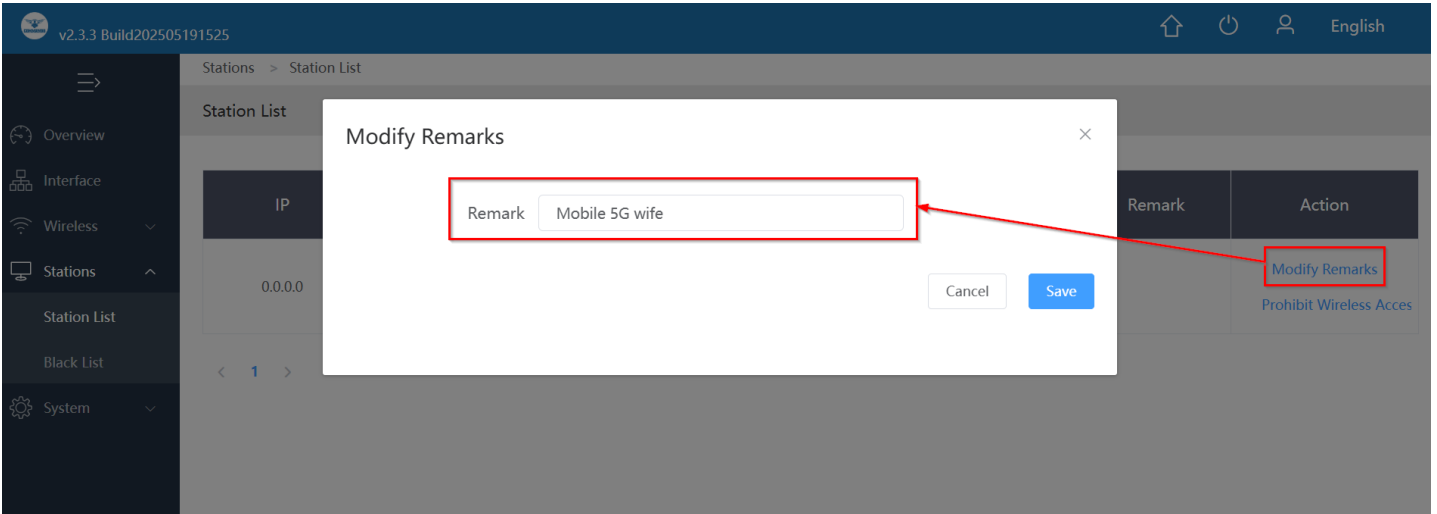 v2.3.3 Build202505191525
English
Stations > Station List
Station List
Overview
Interface
Wireless
Stations
Station List
Black List
System
Modify Remarks
Remark Mobile 5G wife
Cancel Save
IP Remark Action
0.0.0.0 Modify Remarks
Prohibit Wireless Acces
< 1 >